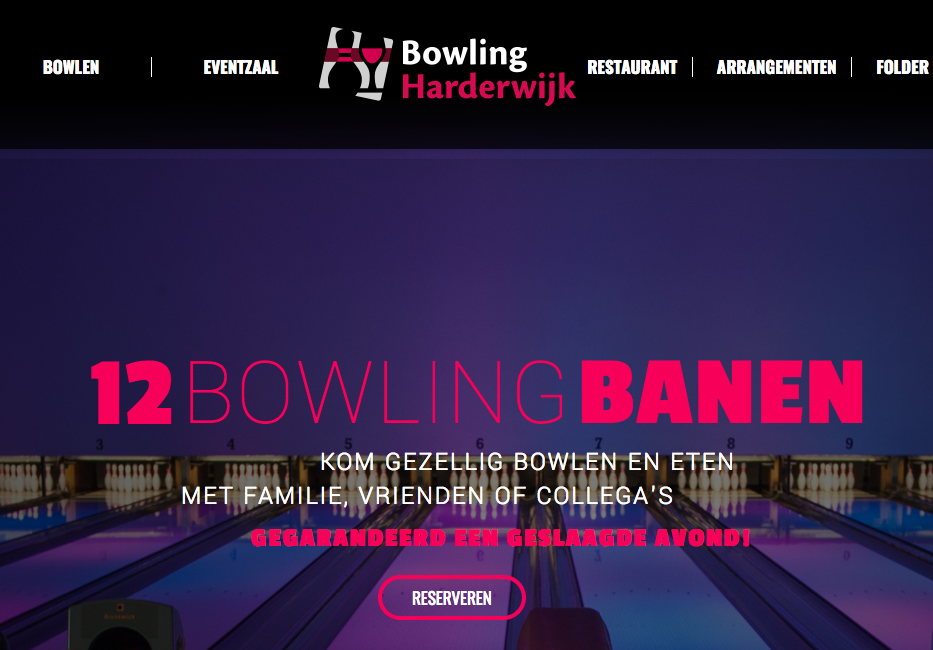 BOWLEN
EVENTZAAL
Bowling
Harderwijk
RESTAURANT
ARRANGEMENTEN
FOLDER
12 BOWLING BANEN
3 4 5 6 7 8 9
KOM GEZELLIG BOWLEN EN ETEN
MET FAMILIE, VRIENDEN OF COLLEGA'S
GEGARANDEERD EEN GESLAAGDE AVOND!
RESERVEREN